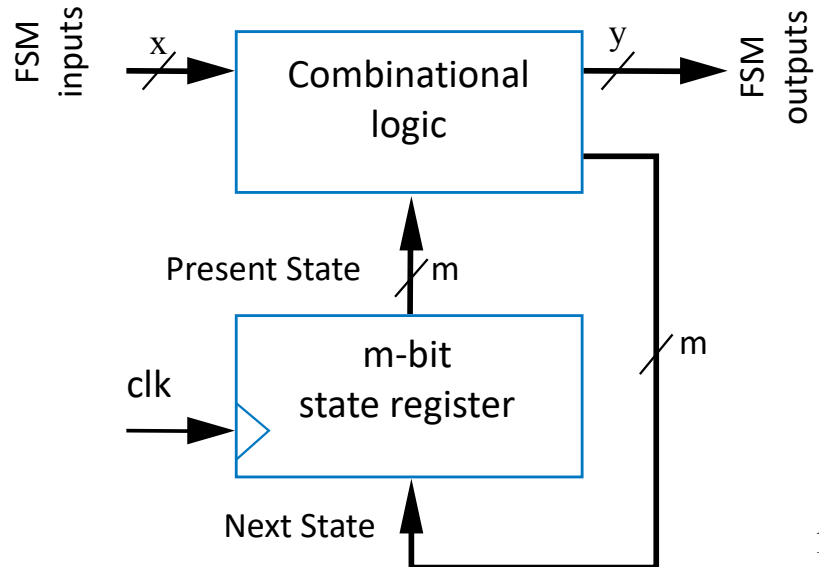 FSM
inputs
x
Combinational
logic
y
FSM
outputs
Present State
m
m
m-bit
state register
clk
Next State